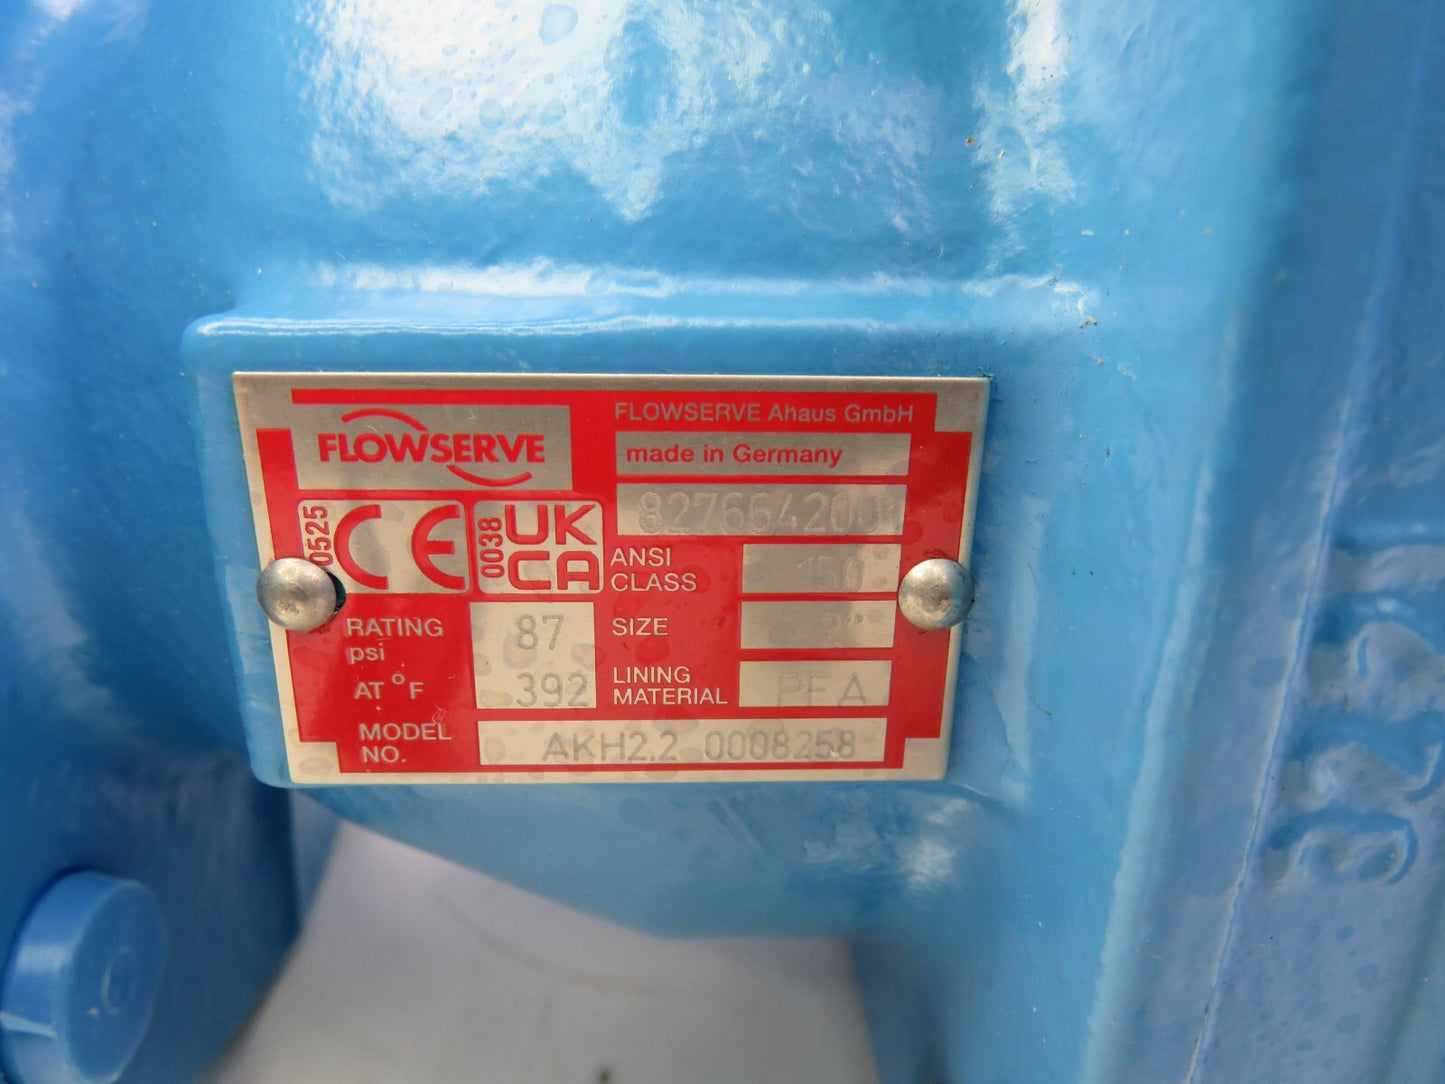 FLOWSERVE
FLOWSERVE Ahaus GmbH
made in Germany
0525 CE
0038 UK CA
ANSI CLASS 150
RATING psi 87
SIZE 2"
AT °F 392
LINING MATERIAL PFA
MODEL NO. AKH2.2 0008258